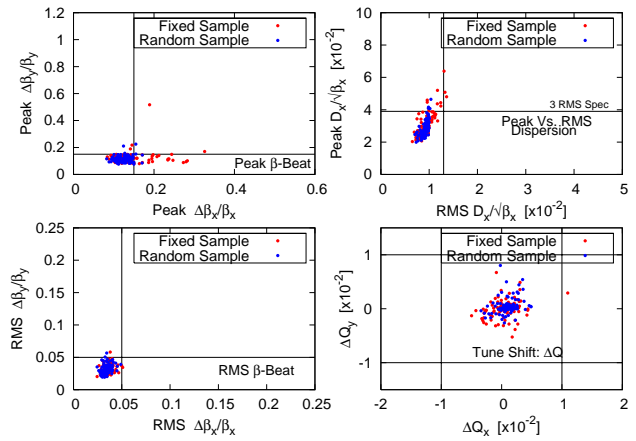 Fixed Sample
Random Sample
Peak Δβy/βy
1.2
1
0.8
0.6
0.4
0.2
0
Peak β-Beat
0
0.2
0.4
0.6
Peak Δβx/βx
Fixed Sample
Random Sample
Peak Dx/√βx [x10-2]
10
8
6
4
2
0
3 RMS Spec
Peak Vs. RMS
Dispersion
0
1
2
3
4
5
RMS Dx/√βx [x10-2]
Fixed Sample
Random Sample
RMS Δβy/βy
0.25
0.20
0.15
0.10
0.05
0
RMS β-Beat
0
0.05
0.1
0.15
0.2
0.25
RMS Δβx/βx
Fixed Sample
Random Sample
ΔQy [x10-2]
1
0
-1
Tune Shift: ΔQ
-2
-1
0
1
2
ΔQx [x10-2]